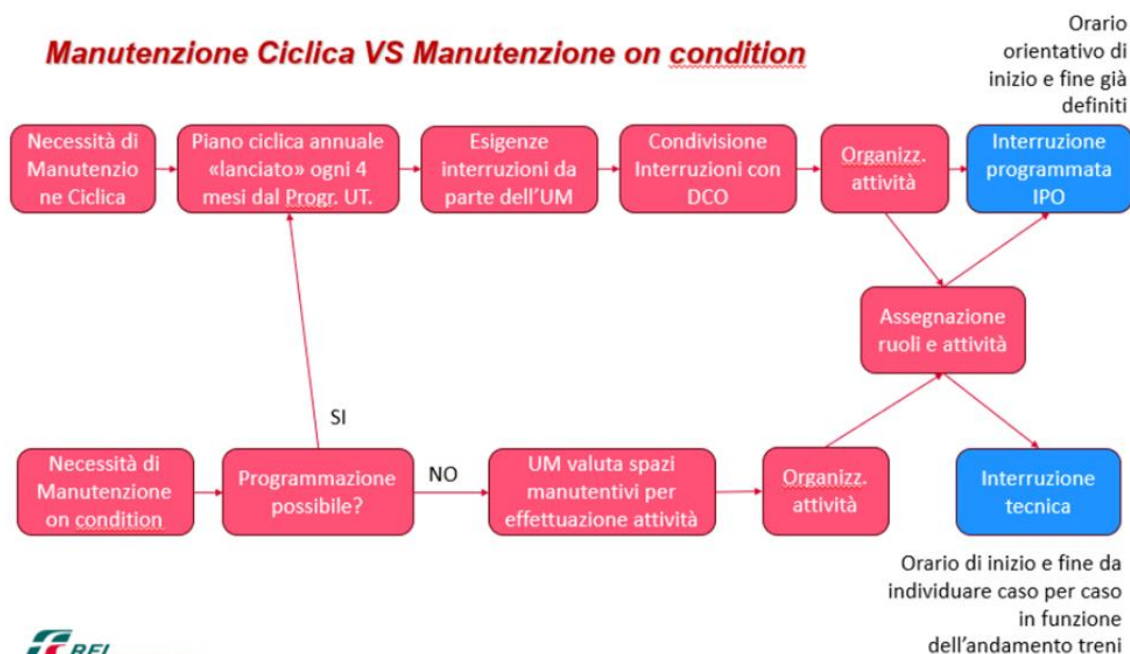 Manutenzione Ciclica VS Manutenzione on condition
Orario
orientativo di
inizio e fine già
definiti
Necessità di
Manutenzio
ne Ciclica
Piano ciclica annuale
«lanciato» ogni 4
mesi dal Progr. UT.
Esigenze
interruzioni da
parte dell'UM
Condivisione
Interruzioni con
DCO
Organizz.
attività
Interruzione
programmata
IPO
Assegnazione
ruoli e attività
SI
Necessità di
Manutenzione
on condition
Programmazione
possibile?
NO
UM valuta spazi
manutentivi per
effettuazione attività
Organizz.
attività
Interruzione
tecnica
Orario di inizio e fine da
individuare caso per caso
in funzione
dell'andamento treni
RFI